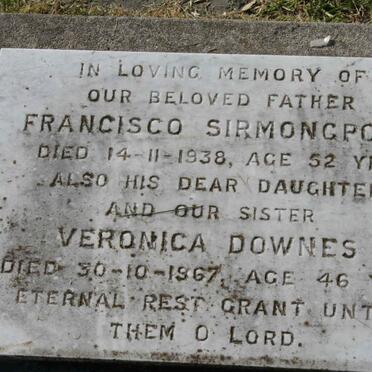 IN LOVING MEMORY OF
OUR BELOVED FATHER
FRANCISCO SIRMONGPO
DIED 14-11-1938, AGE 52 Y
ALSO HIS DEAR DAUGHTE
AND OUR SISTER
VERONICA DOWNES
DIED 30-10-1967, AGE 46
ETERNAL REST GRANT UNT
THEM O LORD.